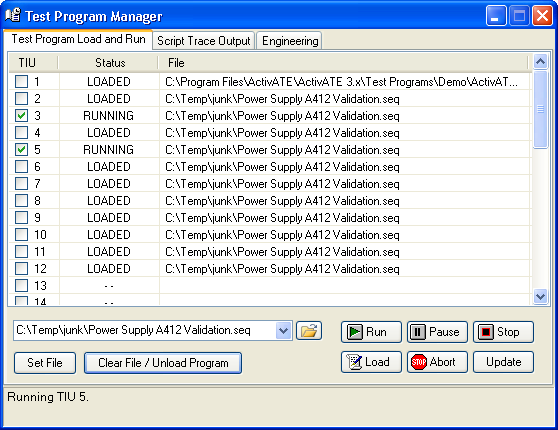 Test Program Manager
Test Program Load and Run Script Trace Output Engineering
TIU Status File
1 LOADED C:\Program Files\ActivATE\ActivATE 3.x\Test Programs\Demo\ActivAT...
2 LOADED C:\Temp\junk\Power Supply A412 Validation.seq
3 RUNNING C:\Temp\junk\Power Supply A412 Validation.seq
4 LOADED C:\Temp\junk\Power Supply A412 Validation.seq
5 RUNNING C:\Temp\junk\Power Supply A412 Validation.seq
6 LOADED C:\Temp\junk\Power Supply A412 Validation.seq
7 LOADED C:\Temp\junk\Power Supply A412 Validation.seq
8 LOADED C:\Temp\junk\Power Supply A412 Validation.seq
9 LOADED C:\Temp\junk\Power Supply A412 Validation.seq
10 LOADED C:\Temp\junk\Power Supply A412 Validation.seq
11 LOADED C:\Temp\junk\Power Supply A412 Validation.seq
12 LOADED C:\Temp\junk\Power Supply A412 Validation.seq
13 --
14 --
C:\Temp\junk\Power Supply A412 Validation.seq Run Pause Stop
Set File Clear File / Unload Program Load STOP Abort Update
Running TIU 5.